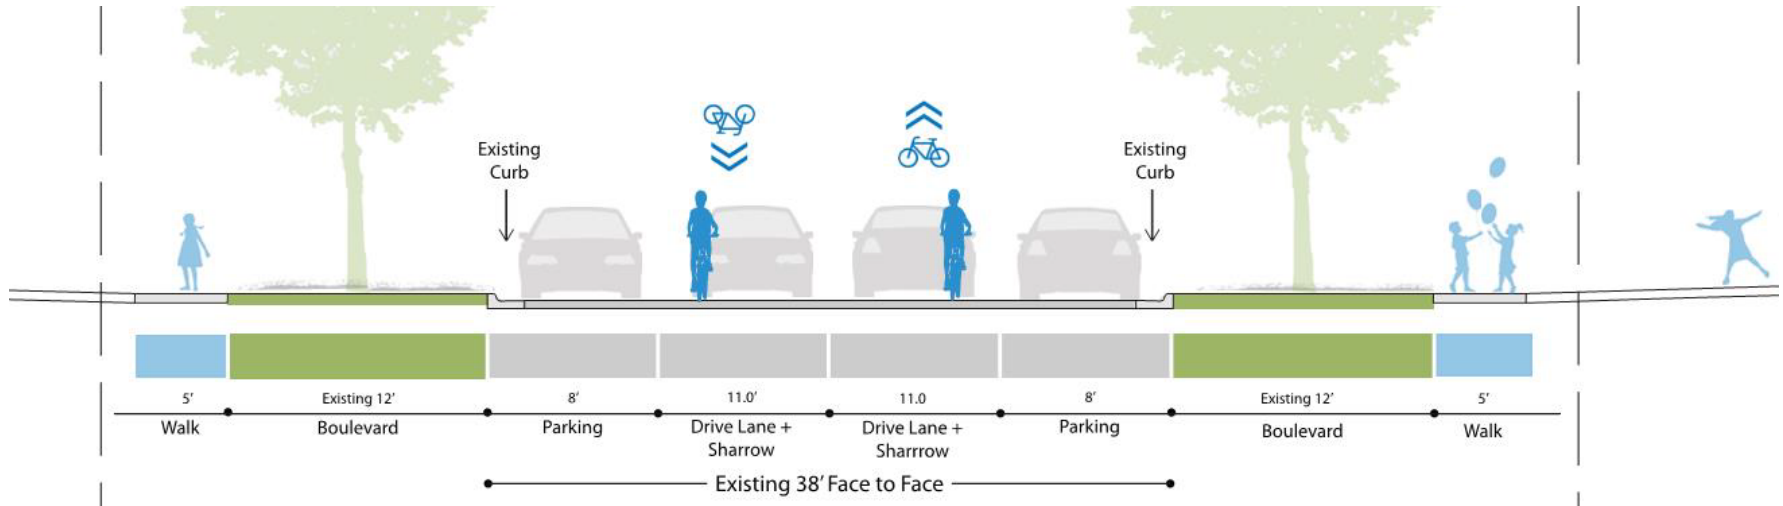 Existing
Curb
Existing
Curb
5’
Existing 12’
8’
11.0’
11.0
8’
Existing 12’
5’
Walk
Boulevard
Parking
Drive Lane +
Sharrow
Drive Lane +
Sharrrow
Parking
Boulevard
Walk
Existing 38’ Face to Face